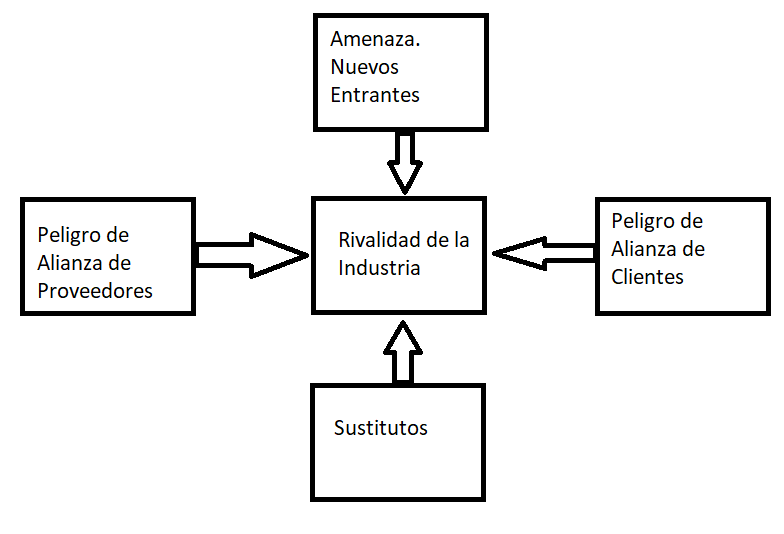 Amenaza.
Nuevos
Entrantes
Peligro de
Alianza de
Proveedores
Rivalidad de la
Industria
Peligro de
Alianza de
Clientes
Sustitutos